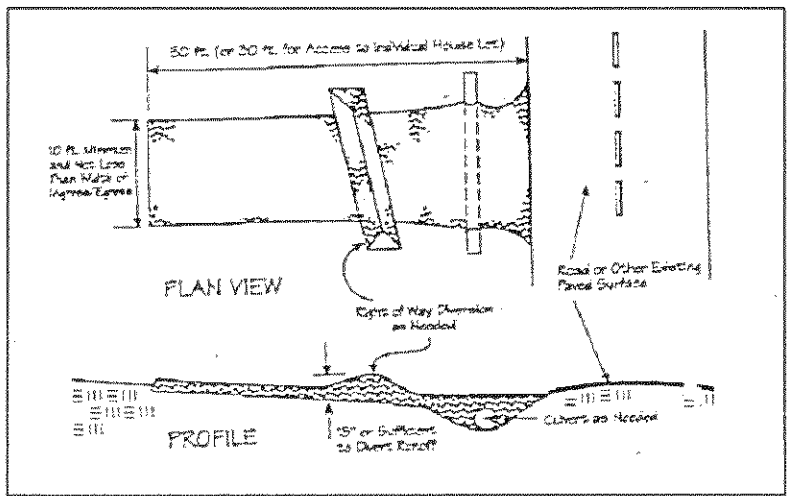 50 Ft. (or 30 Ft. for Access to Individual House Lot)
10 Ft. Minimum
and Not Less
Than Width of
Ingress/Egress
PLAN VIEW
Right of Way Diversion
as Needed
Road or Other Existing
Paved Surface
PROFILE
or Sufficient
to Divert Runoff
Culvert as Needed